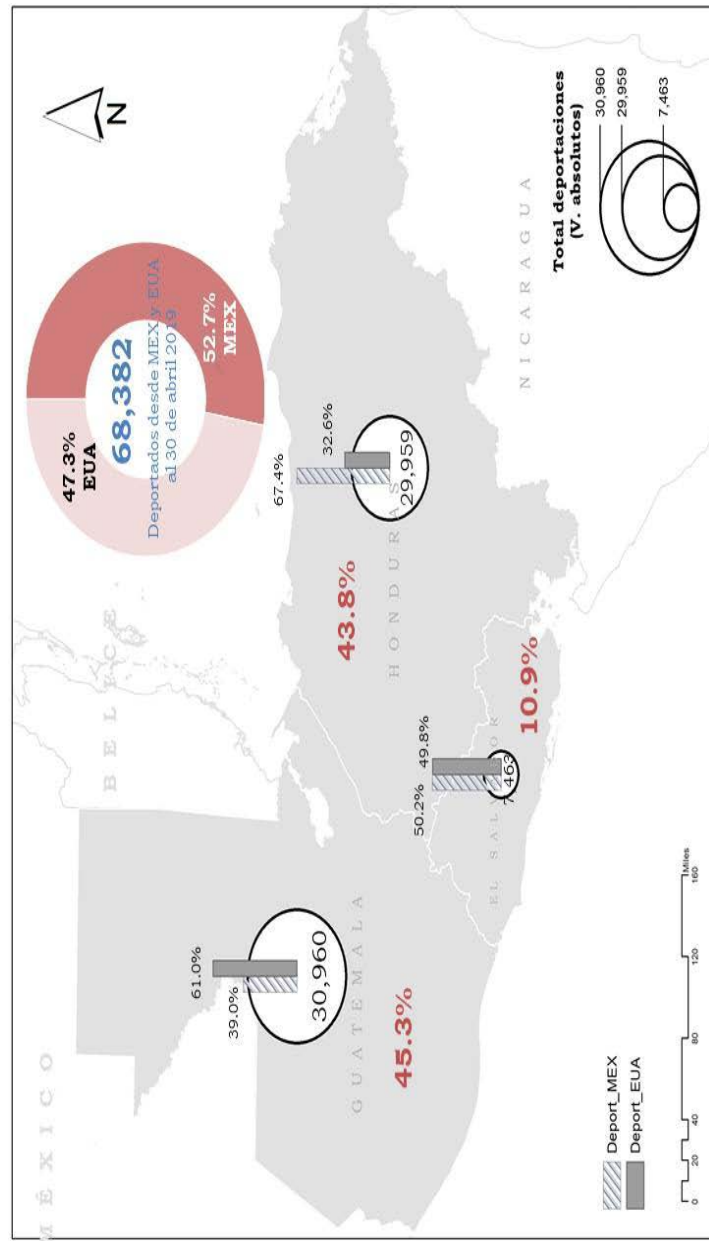 MÉXICO
BELICE
N
47.3%
EUA
68,382
Deportados desde MEX y EUA
al 30 de abril 2019
52.7%
MEX
61.0%
39.0%
30,960
GUATEMALA
45.3%
67.4%
32.6%
29,959
43.8%
HONDURAS
50.2%
49.8%
7,463
EL SALVADOR
10.9%
NICARAGUA
Total deportaciones
(V. absolutos)
30,960
29,959
7,463
Deport_MEX
Deport_EUA
0 20 40 80 120 160
Miles